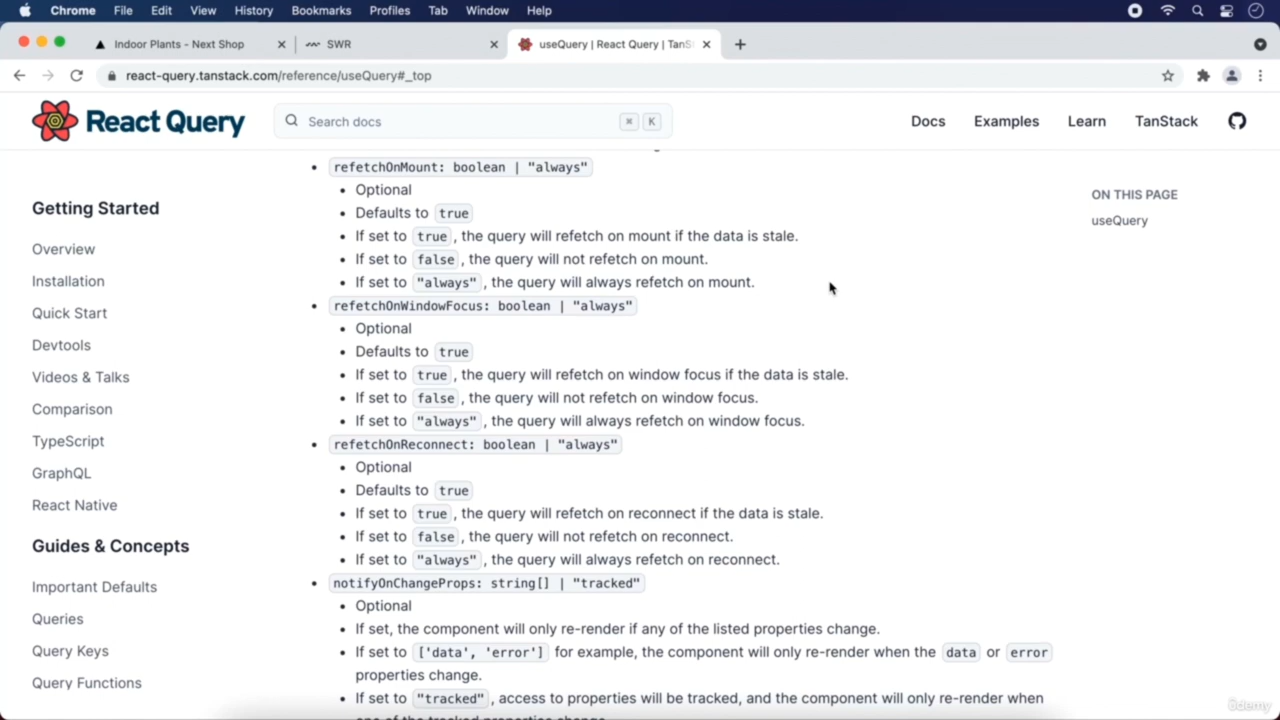 Chrome File Edit View History Bookmarks Profiles Tab Window Help
Indoor Plants - Next Shop
SWR
useQuery | React Query | TanS
react-query.tanstack.com/reference/useQuery#_top
React Query
Search docs
⌘ K
Docs Examples Learn TanStack
Getting Started
Overview
Installation
Quick Start
Devtools
Videos & Talks
Comparison
TypeScript
GraphQL
React Native
Guides & Concepts
Important Defaults
Queries
Query Keys
Query Functions
refetchOnMount: boolean | "always"
Optional
Defaults to true
If set to true, the query will refetch on mount if the data is stale.
If set to false, the query will not refetch on mount.
If set to "always", the query will always refetch on mount.
refetchOnWindowFocus: boolean | "always"
Optional
Defaults to true
If set to true, the query will refetch on window focus if the data is stale.
If set to false, the query will not refetch on window focus.
If set to "always", the query will always refetch on window focus.
refetchOnReconnect: boolean | "always"
Optional
Defaults to true
If set to true, the query will refetch on reconnect if the data is stale.
If set to false, the query will not refetch on reconnect.
If set to "always", the query will always refetch on reconnect.
notifyOnChangeProps: string[] | "tracked"
Optional
If set, the component will only re-render if any of the listed properties change.
If set to ['data', 'error'] for example, the component will only re-render when the data or error
properties change.
If set to "tracked", access to properties will be tracked, and the component will only re-render when
one of the tracked properties change.
ON THIS PAGE
useQuery
ûdemy